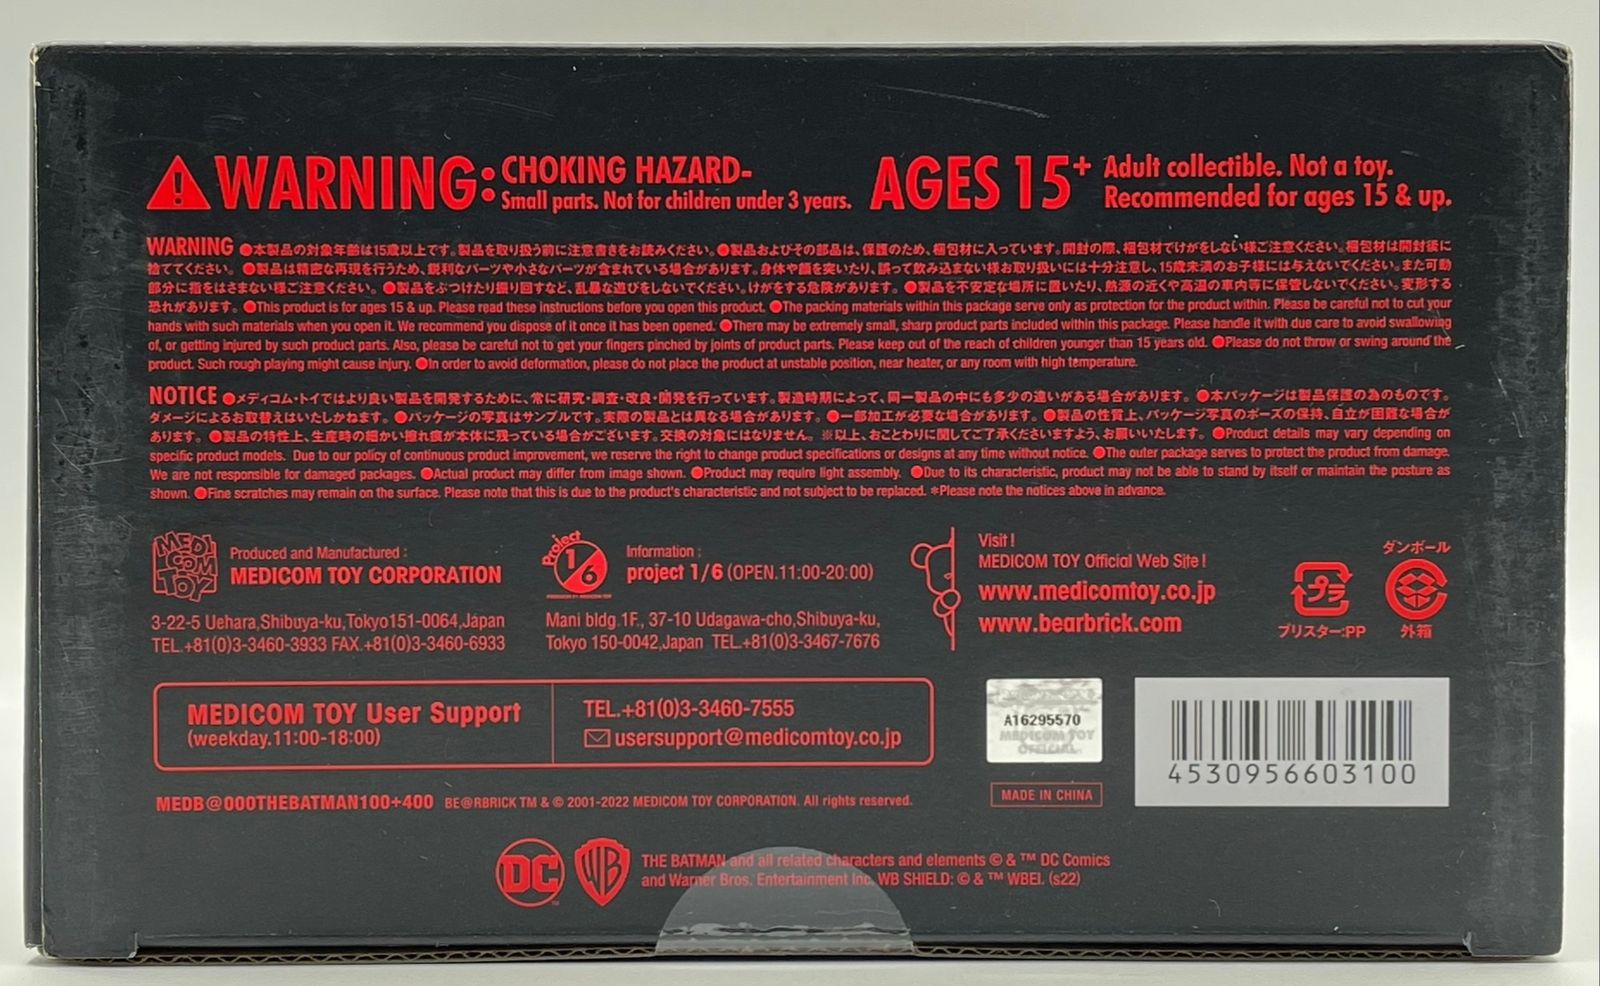 WARNING: CHOKING HAZARD-
Small parts. Not for children under 3 years.
AGES 15+ Adult collectible. Not a toy.
Recommended for ages 15 & up.
WARNING ●本製品の対象年齢は15歳以上です。製品を取り扱う前に注意書きをお読みください。●製品およびその部品は、保護のため、梱包材に入っています。開封の際、梱包材でけがをしない様ご注意ください。梱包材は開封後に
捨ててください。●製品は精密な再現を行うため、鋭利なパーツや小さなパーツが含まれている場合があります。身体や顔を突いたり、誤って飲み込まない様お取り扱いには十分注意し、15歳未満のお子様には与えないでください。また可動
部分に指をはさまない様ご注意ください。●製品をぶつけたり振り回すなど、乱暴な遊びをしないでください。けがをする危険があります。●製品を不安定な場所に置いたり、熱源の近くや高温の車内等に保管しないでください。変形する
恐れがあります。●This product is for ages 15 & up. Please read these instructions before you open this product. ●The packing materials within this package serve only as protection for the product within. Please be careful not to cut your
hands with such materials when you open it. We recommend you dispose of it once it has been opened. ●There may be extremely small, sharp product parts included within this package. Please handle it with due care to avoid swallowing
of, or getting injured by such product parts. Also, please be careful not to get your fingers pinched by joints of product parts. Please keep out of the reach of children younger than 15 years old. ●Please do not throw or swing around the
product. Such rough playing might cause injury. ●In order to avoid deformation, please do not place the product at unstable position, near heater, or any room with high temperature.
NOTICE ●メディコム・トイではより良い製品を開発するために、常に研究・調査・改良・開発を行っています。製造時期によって、同一製品の中にも多少の違いがある場合があります。●本パッケージは製品保護の為のものです。
ダメージによるお取替えはいたしかねます。●パッケージの写真はサンプルです。実際の製品とは異なる場合があります。●一部加工が必要な場合があります。●製品の性質上、パッケージ写真のポーズの保持、自立が困難な場合が
あります。●製品の特性上、生産時の細かい擦れ痕が本体に残っている場合がございます。交換の対象にはなりません。※以上、おことわりに関してご了承くださいますよう、お願いいたします。●Product details may vary depending on
specific product models. Due to our policy of continuous product improvement, we reserve the right to change product specifications or designs at any time without notice. ●The outer package serves to protect the product from damage.
We are not responsible for damaged packages. ●Actual product may differ from image shown. ●Product may require light assembly. ●Due to its characteristic, product may not be able to stand by itself or maintain the posture as
shown. ●Fine scratches may remain on the surface. Please note that this is due to the product's characteristic and not subject to be replaced. *Please note the notices above in advance.
MEDI COM TOY
Produced and Manufactured :
MEDICOM TOY CORPORATION
3-22-5 Uehara,Shibuya-ku,Tokyo151-0064,Japan
TEL.+81(0)3-3460-3933 FAX.+81(0)3-3460-6933
Project 1/6
Information :
project 1/6 (OPEN.11:00-20:00)
Mani bldg.1F., 37-10 Udagawa-cho,Shibuya-ku,
Tokyo 150-0042,Japan TEL.+81(0)3-3467-7676
Visit !
MEDICOM TOY Official Web Site !
www.medicomtoy.co.jp
www.bearbrick.com
プラ
ブリスター:PP
ダンボール
外箱
MEDICOM TOY User Support
(weekday.11:00-18:00)
TEL.+81(0)3-3460-7555
usersupport@medicomtoy.co.jp
A16295570
MEDICOM TOY
OFFICIAL
MADE IN CHINA
4530956603100
MEDB@000THEBATMAN100+400 BE@RBRICK TM & © 2001-2022 MEDICOM TOY CORPORATION. All rights reserved.
DC WB
THE BATMAN and all related characters and elements © & ™ DC Comics
and Warner Bros. Entertainment Inc. WB SHIELD: © & ™ WBEI. (s22)